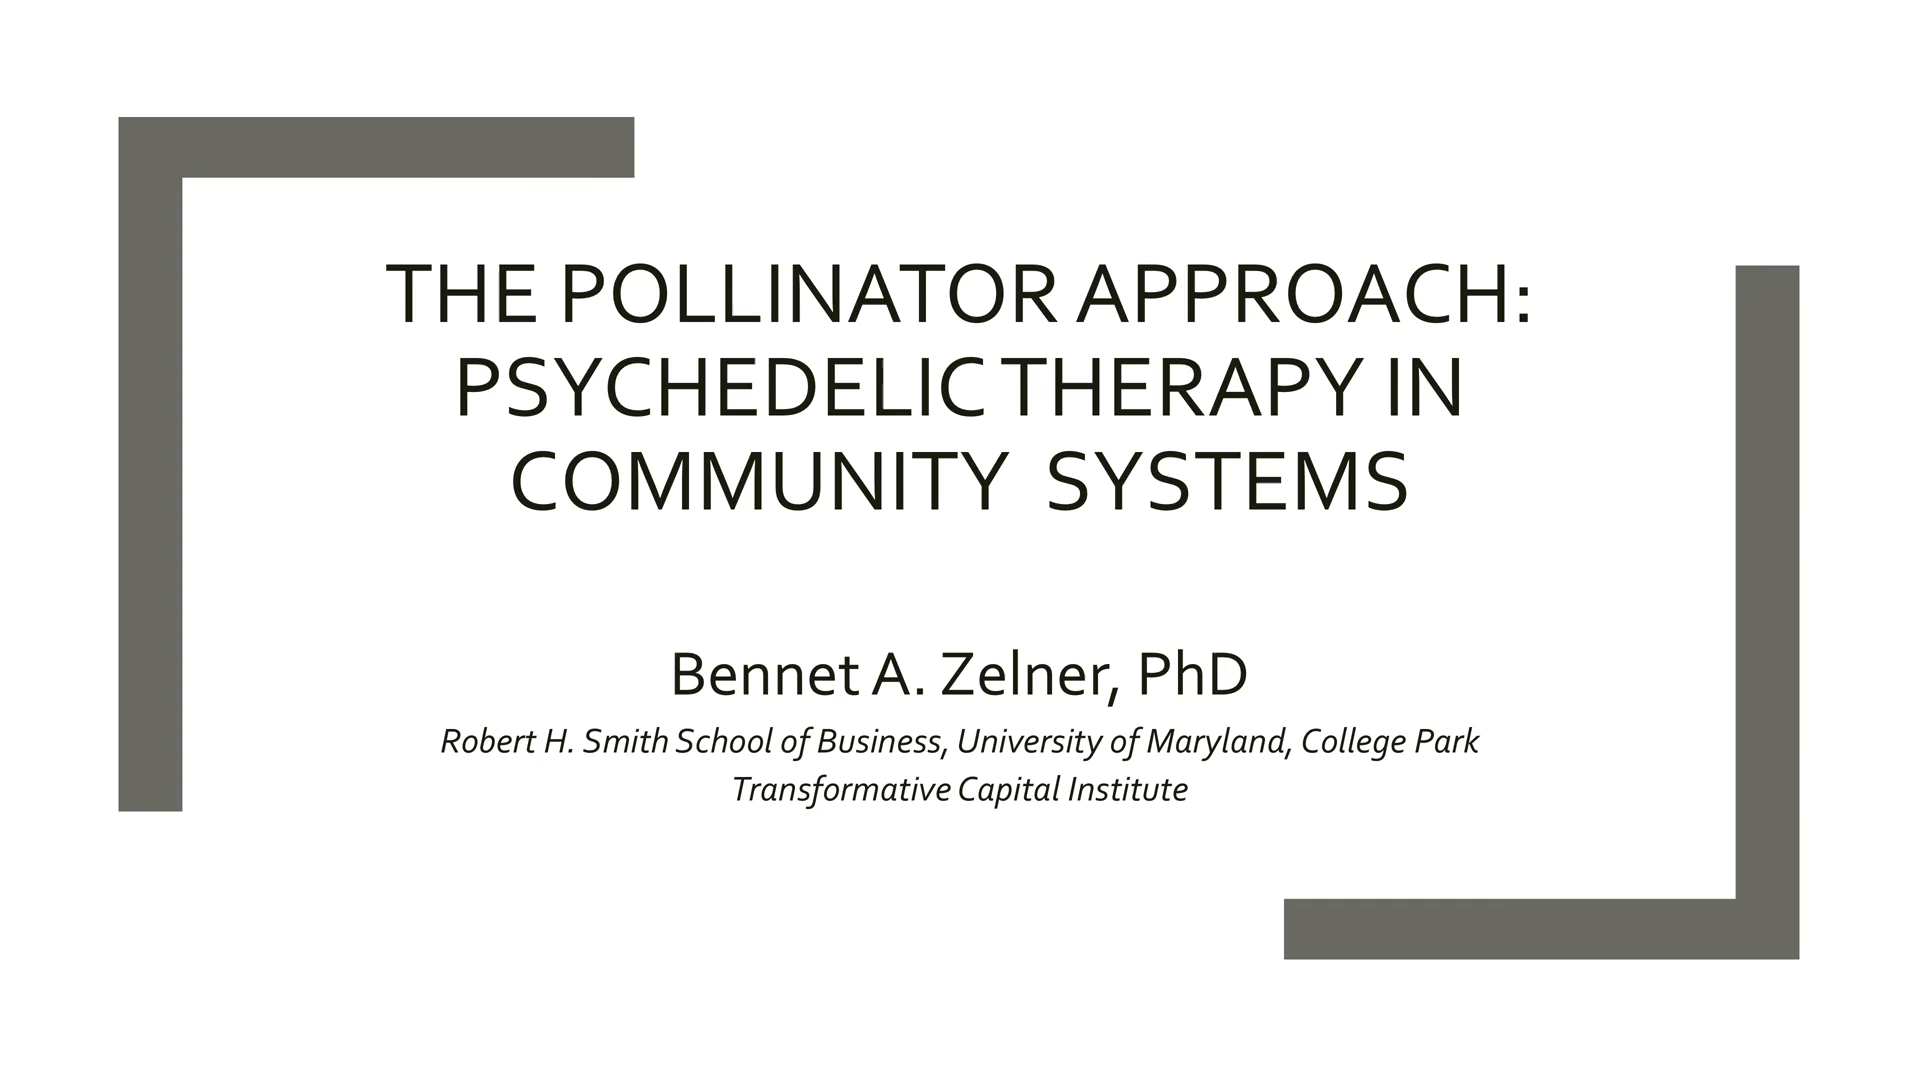 THE POLLINATOR APPROACH:
PSYCHEDELIC THERAPY IN
COMMUNITY SYSTEMS
Bennet A. Zelner, PhD
Robert H. Smith School of Business, University of Maryland, College Park
Transformative Capital Institute